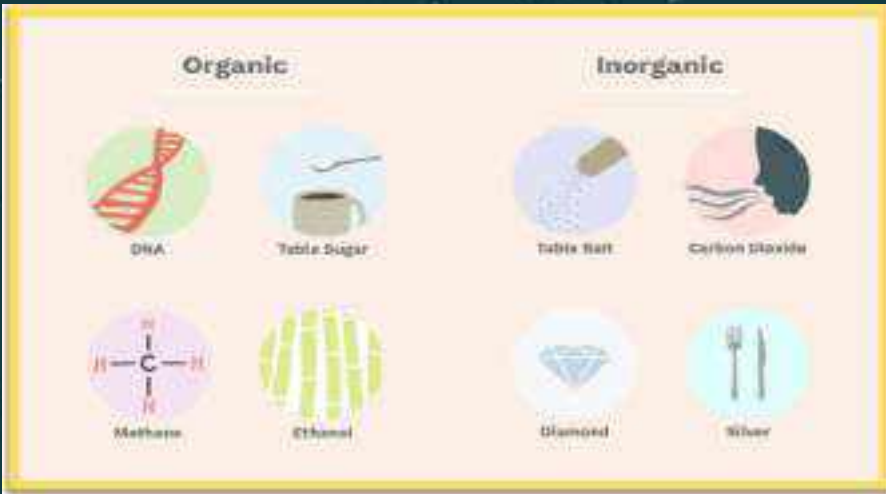 Organic
Inorganic
DNA
Table Sugar
Table Salt
Carbon Dioxide
H
H C H
H
Methane
Ethanol
Diamond
Silver